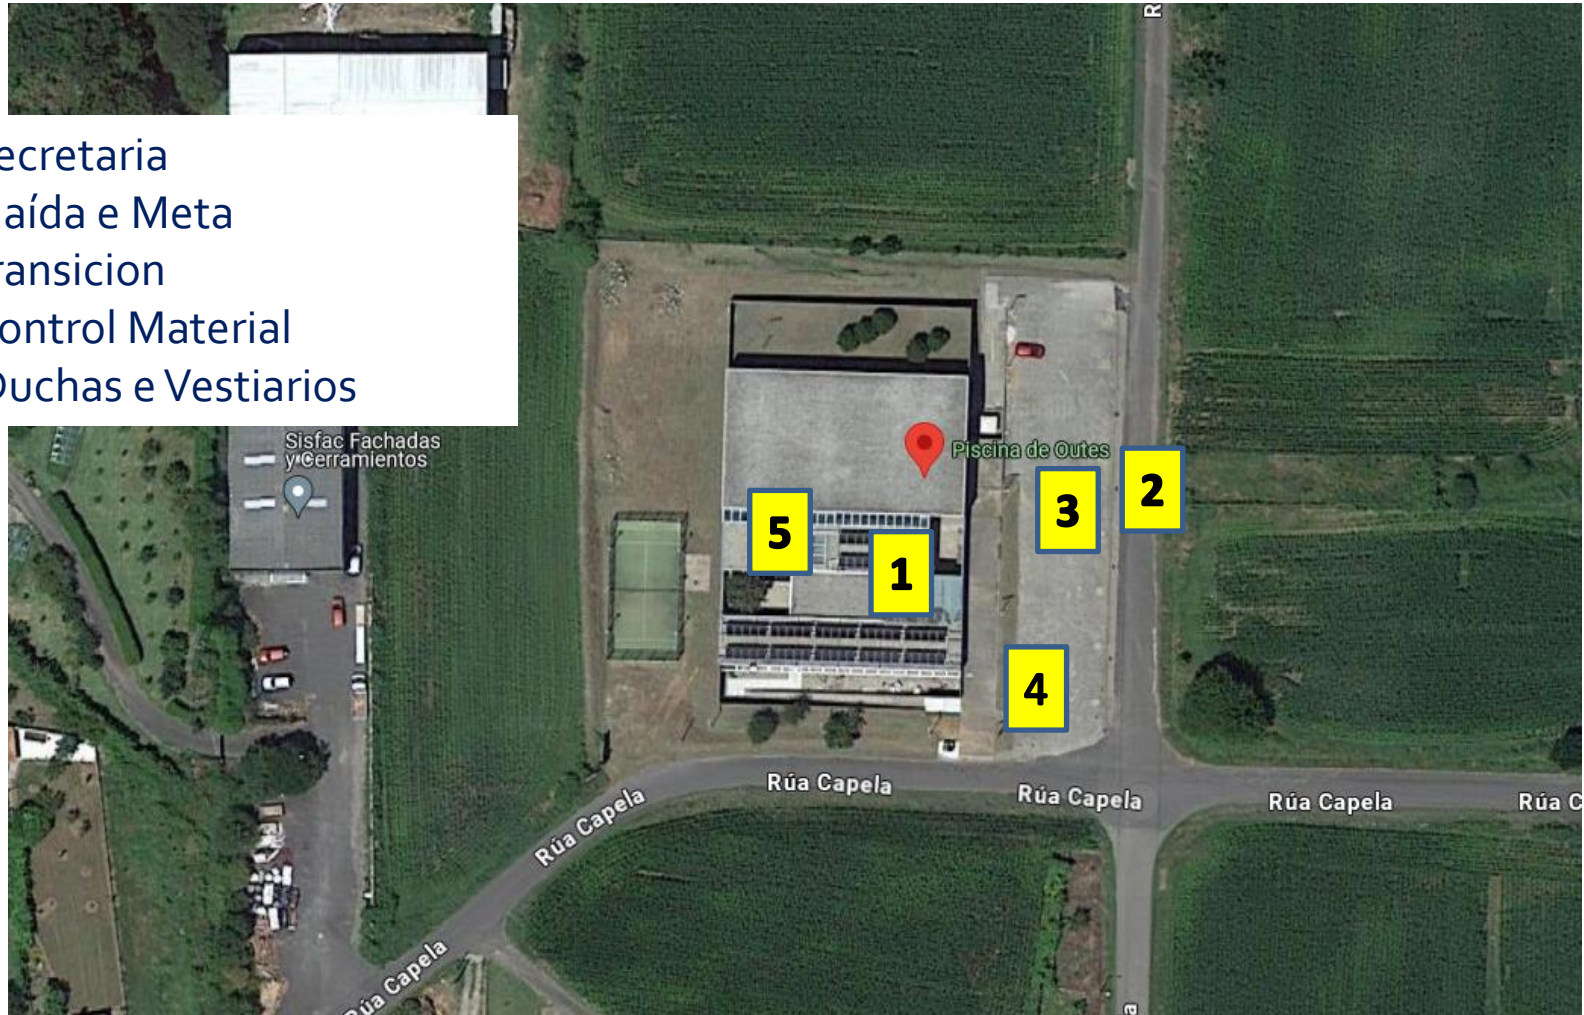 ecretaria
aída e Meta
ransicion
ontrol Material
Duchas e Vestiarios
Sisfac Fachadas
y Cerramientos
R
Piscina de Outes
2
3
5
1
4
Rúa Capela
Rúa Capela
Rúa Capela
Rúa C
Rúa Capela
Rúa Capela
a